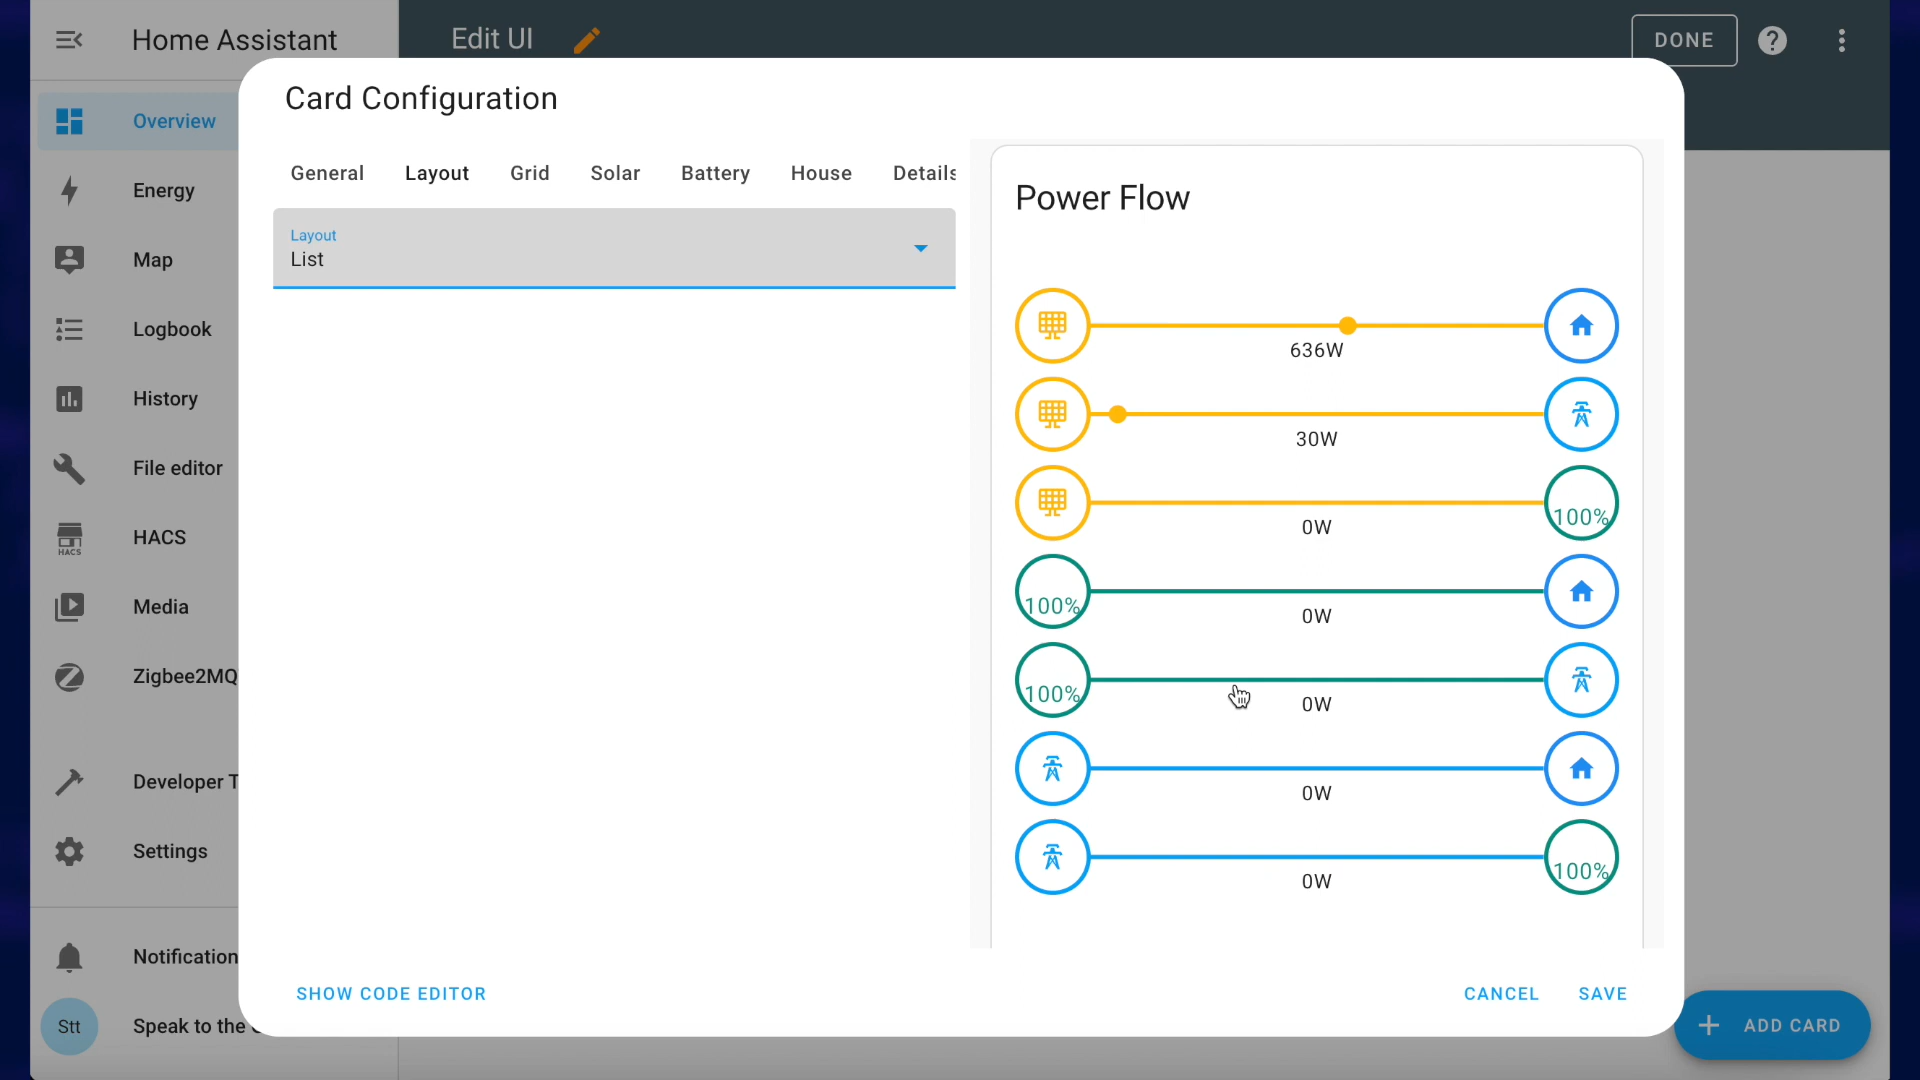 Home Assistant
Edit UI
DONE
Card Configuration
Overview
General
Layout
Grid
Solar
Battery
House
Details
Power Flow
Energy
Layout
List
Map
Logbook
636W
History
30W
File editor
100%
0W
HACS
HACS
100%
0W
Media
Zigbee2MQ
100%
0W
0W
Developer T
Settings
100%
0W
Notification
SHOW CODE EDITOR
CANCEL
SAVE
Stt
Speak to the
ADD CARD